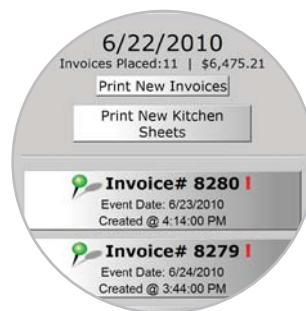 6/22/2010
Invoices Placed:11 | $6,475.21
Print New Invoices
Print New Kitchen
Sheets
Invoice# 8280 !
Event Date: 6/23/2010
Created @ 4:14:00 PM
Invoice# 8279 !
Event Date: 6/24/2010
Created @ 3:44:00 PM